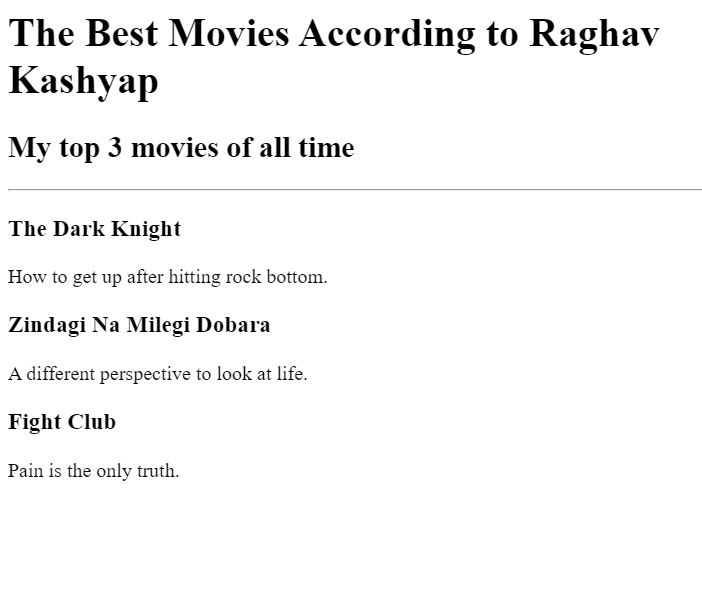 The Best Movies According to Raghav
Kashyap
My top 3 movies of all time
The Dark Knight
How to get up after hitting rock bottom.
Zindagi Na Milegi Dobara
A different perspective to look at life.
Fight Club
Pain is the only truth.